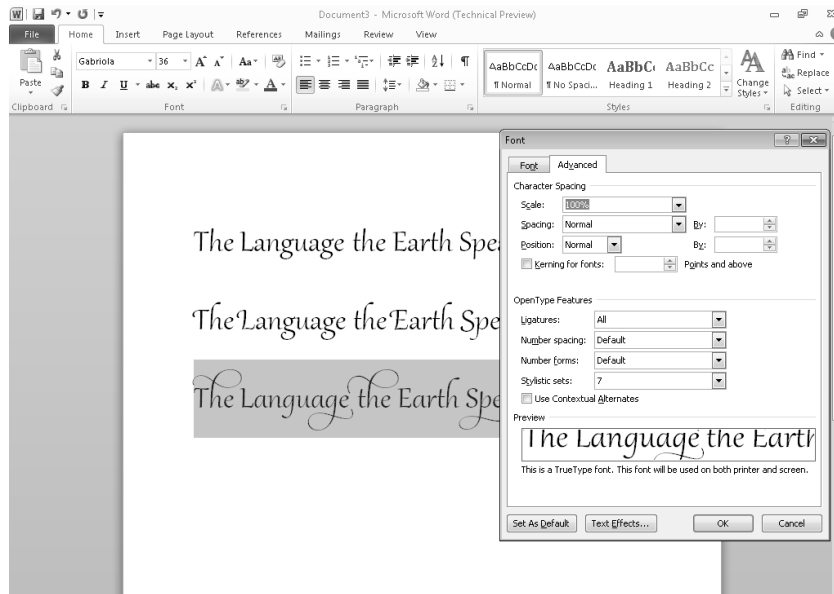 Document3 - Microsoft Word (Technical Preview)
File Home Insert Page Layout References Mailings Review View
Paste
Gabriola 36
AaBbCcDc AaBbCcDc AaBbCc AaBbCc
¶ Normal ¶ No Spaci... Heading 1 Heading 2
Change Styles
Find
Replace
Select
Clipboard Font Paragraph Styles Editing
The Language the Earth Spe
The Language the Earth Spe
The Language the Earth Spe
Font
Font Advanced
Character Spacing
Scale: 100%
Spacing: Normal By:
Position: Normal By:
Kerning for fonts: Points and above
OpenType Features
Ligatures: All
Number spacing: Default
Number forms: Default
Stylistic sets: 7
Use Contextual Alternates
Preview
The Language the Earth
This is a TrueType font. This font will be used on both printer and screen.
Set As Default Text Effects... OK Cancel